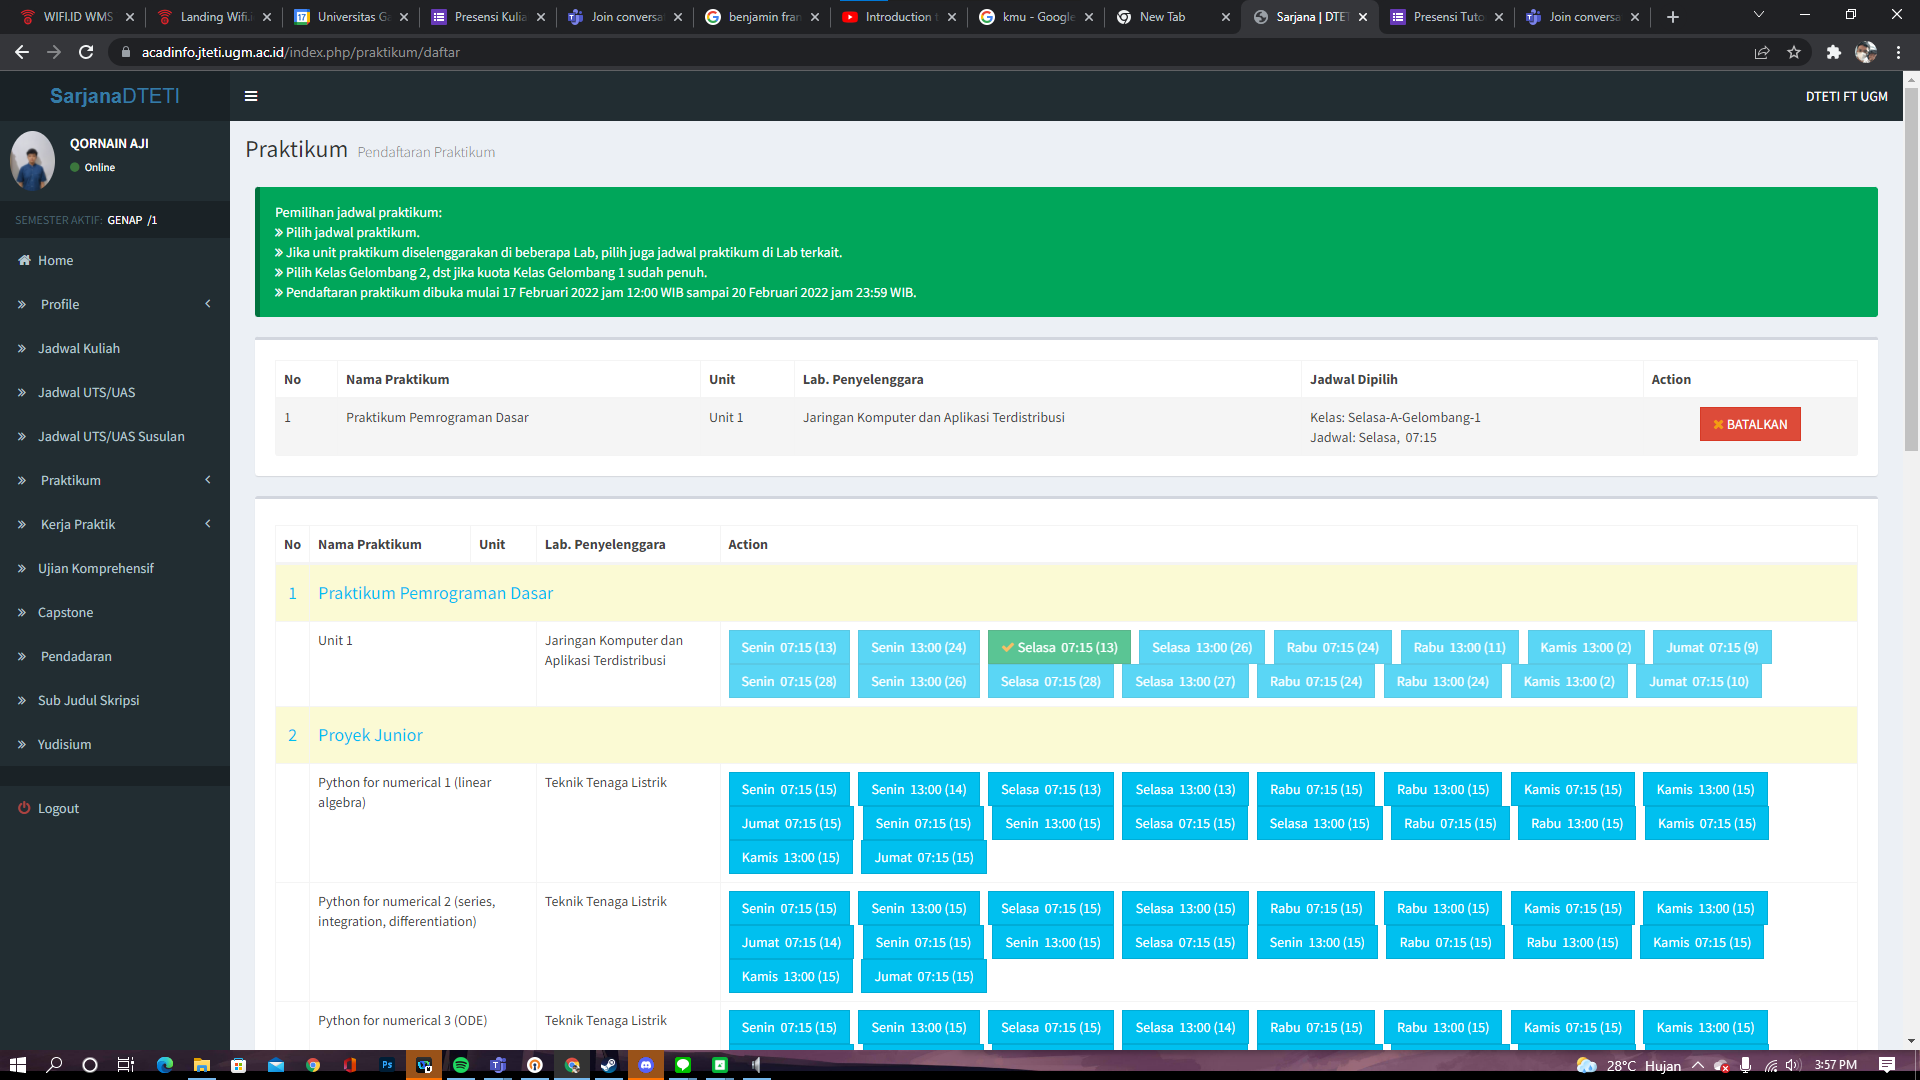 WIFI.ID WMS
Landing Wifi.
Universitas Ga
Presensi Kulia
Join conversa
benjamin fran
Introduction t
kmu - Google
New Tab
Sarjana | DTET
Presensi Tuto
Join conversa
acadinfo.jteti.ugm.ac.id/index.php/praktikum/daftar
SarjanaDTETI
DTETI FT UGM
QORNAIN AJI
Online
SEMESTER AKTIF: GENAP /1
Home
Profile
Jadwal Kuliah
Jadwal UTS/UAS
Jadwal UTS/UAS Susulan
Praktikum
Kerja Praktik
Ujian Komprehensif
Capstone
Pendadaran
Sub Judul Skripsi
Yudisium
Logout
Praktikum Pendaftaran Praktikum
Pemilihan jadwal praktikum:
» Pilih jadwal praktikum.
» Jika unit praktikum diselenggarakan di beberapa Lab, pilih juga jadwal praktikum di Lab terkait.
» Pilih Kelas Gelombang 2, dst jika kuota Kelas Gelombang 1 sudah penuh.
» Pendaftaran praktikum dibuka mulai 17 Februari 2022 jam 12:00 WIB sampai 20 Februari 2022 jam 23:59 WIB.
No Nama Praktikum Unit Lab. Penyelenggara Jadwal Dipilih Action
1 Praktikum Pemrograman Dasar Unit 1 Jaringan Komputer dan Aplikasi Terdistribusi Kelas: Selasa-A-Gelombang-1 BATALKAN
Jadwal: Selasa, 07:15
No Nama Praktikum Unit Lab. Penyelenggara Action
1 Praktikum Pemrograman Dasar
Unit 1 Jaringan Komputer dan Aplikasi Terdistribusi
Senin 07:15 (13) Senin 13:00 (24) Selasa 07:15 (13) Selasa 13:00 (26) Rabu 07:15 (24) Rabu 13:00 (11) Kamis 13:00 (2) Jumat 07:15 (9)
Senin 07:15 (28) Senin 13:00 (26) Selasa 07:15 (28) Selasa 13:00 (27) Rabu 07:15 (24) Rabu 13:00 (24) Kamis 13:00 (2) Jumat 07:15 (10)
2 Proyek Junior
Python for numerical 1 (linear algebra) Teknik Tenaga Listrik
Senin 07:15 (15) Senin 13:00 (14) Selasa 07:15 (13) Selasa 13:00 (13) Rabu 07:15 (15) Rabu 13:00 (15) Kamis 07:15 (15) Kamis 13:00 (15)
Jumat 07:15 (15) Senin 07:15 (15) Senin 13:00 (15) Selasa 07:15 (15) Selasa 13:00 (15) Rabu 07:15 (15) Rabu 13:00 (15) Kamis 07:15 (15)
Kamis 13:00 (15) Jumat 07:15 (15)
Python for numerical 2 (series, integration, differentiation) Teknik Tenaga Listrik
Senin 07:15 (15) Senin 13:00 (15) Selasa 07:15 (15) Selasa 13:00 (15) Rabu 07:15 (15) Rabu 13:00 (15) Kamis 07:15 (15) Kamis 13:00 (15)
Jumat 07:15 (14) Senin 07:15 (15) Senin 13:00 (15) Selasa 07:15 (15) Senin 13:00 (15) Rabu 07:15 (15) Rabu 13:00 (15) Kamis 07:15 (15)
Kamis 13:00 (15) Jumat 07:15 (15)
Python for numerical 3 (ODE) Teknik Tenaga Listrik
Senin 07:15 (15) Senin 13:00 (15) Selasa 07:15 (15) Selasa 13:00 (14) Rabu 07:15 (15) Rabu 13:00 (15) Kamis 07:15 (15) Kamis 13:00 (15)
28°C Hujan
3:57 PM